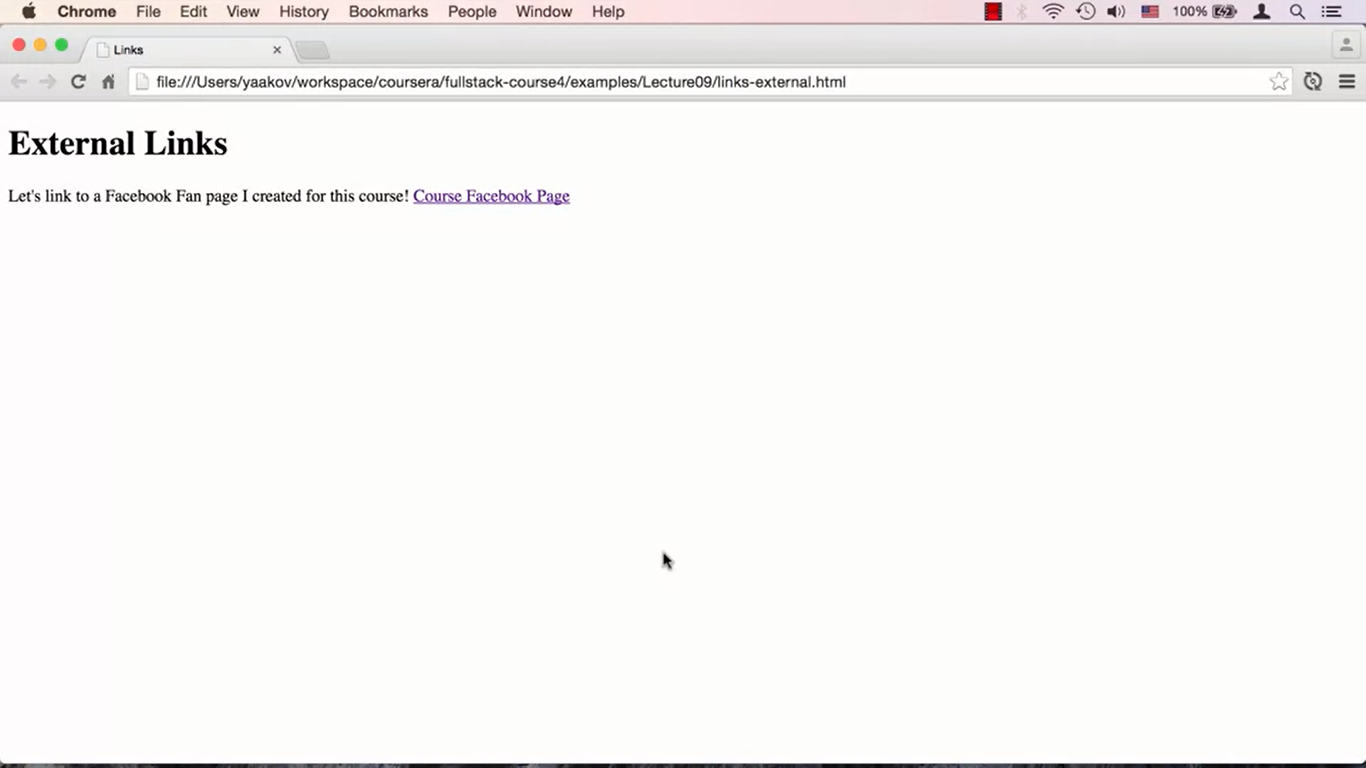 Chrome File Edit View History Bookmarks People Window Help 100%
Links
file:///Users/yaakov/workspace/coursera/fullstack-course4/examples/Lecture09/links-external.html
External Links
Let's link to a Facebook Fan page I created for this course! Course Facebook Page